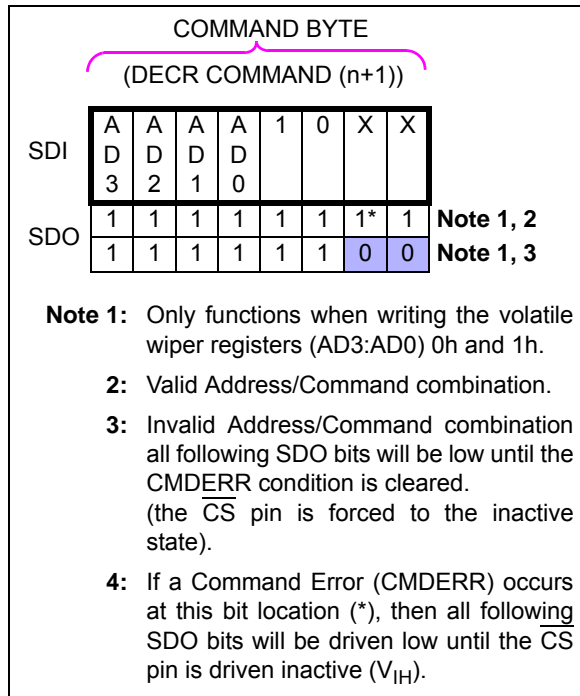 COMMAND BYTE
(DECR COMMAND (n+1))
SDI
A A A A 1 0 X X
D D D D
3 2 1 0
SDO
1 1 1 1 1 1 1* 1 Note 1, 2
1 1 1 1 1 1 0 0 Note 1, 3
Note 1: Only functions when writing the volatile
wiper registers (AD3:AD0) 0h and 1h.
2: Valid Address/Command combination.
3: Invalid Address/Command combination
all following SDO bits will be low until the
CMDERR condition is cleared.
(the CS pin is forced to the inactive
state).
4: If a Command Error (CMDERR) occurs
at this bit location (*), then all following
SDO bits will be driven low until the CS
pin is driven inactive (VIH).